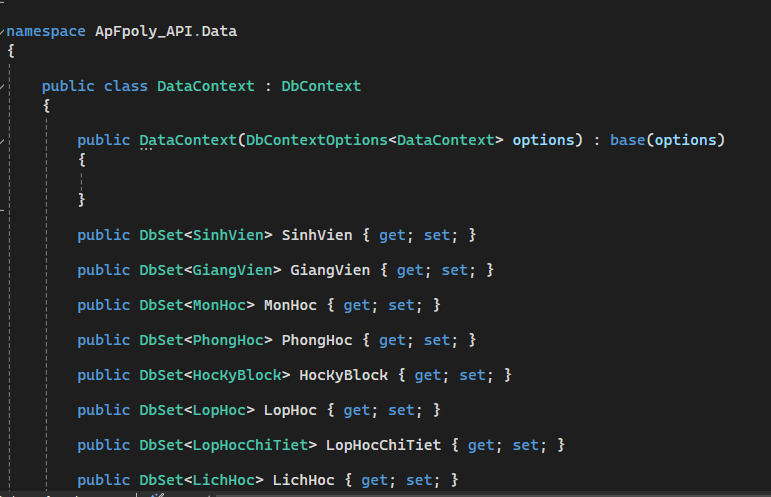 namespace ApFpoly_API.Data
{
public class DataContext : DbContext
{
public DataContext(DbContextOptions<DataContext> options) : base(options)
{
}
public DbSet<SinhVien> SinhVien { get; set; }
public DbSet<GiangVien> GiangVien { get; set; }
public DbSet<MonHoc> MonHoc { get; set; }
public DbSet<PhongHoc> PhongHoc { get; set; }
public DbSet<HocKyBlock> HocKyBlock { get; set; }
public DbSet<LopHoc> LopHoc { get; set; }
public DbSet<LopHocChiTiet> LopHocChiTiet { get; set; }
public DbSet<LichHoc> LichHoc { get; set; }